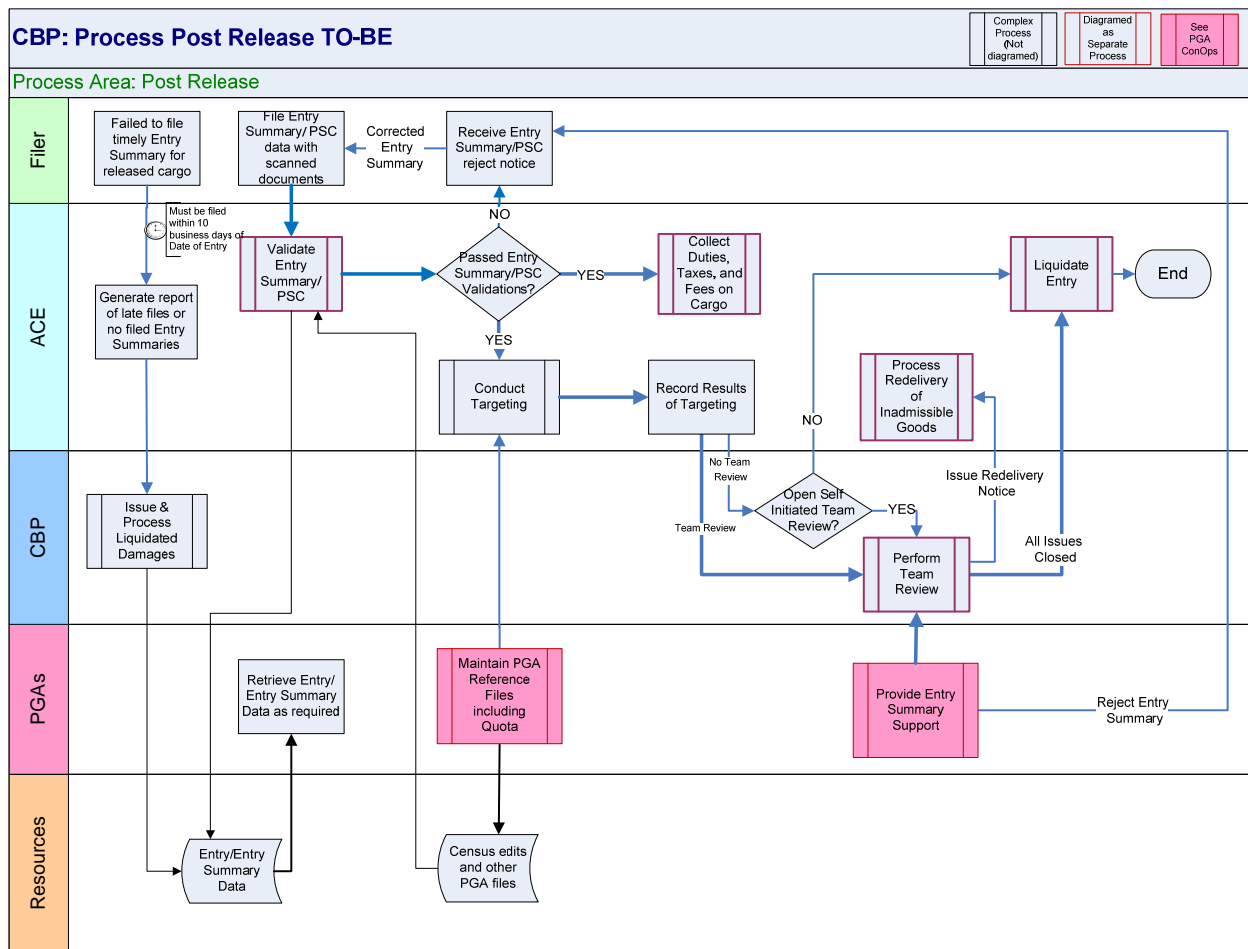 CBP: Process Post Release TO-BE
Complex
Process
(Not
diagramed)
Diagramed
as
Separate
Process
See
PGA
ConOps
Process Area: Post Release
Filer
Failed to file
timely Entry
Summary for
released cargo
File Entry
Summary/ PSC
data with
scanned
documents
Corrected
Entry
Summary
Receive Entry
Summary/PSC
reject notice
ACE
Must be filed
within 10
business days of
Date of Entry
NO
Validate
Entry
Summary/
PSC
Passed Entry
Summary/PSC
Validations?
YES
Collect
Duties,
Taxes, and
Fees on
Cargo
Liquidate
Entry
End
Generate report
of late files or
no filed Entry
Summaries
YES
Conduct
Targeting
Record Results
of Targeting
NO
Process
Redelivery
of
Inadmissible
Goods
CBP
Issue &
Process
Liquidated
Damages
No Team
Review
Team Review
Open Self
Initiated Team
Review?
YES
Issue Redelivery
Notice
Perform
Team
Review
All Issues
Closed
PGAs
Retrieve Entry/
Entry Summary
Data as required
Maintain PGA
Reference
Files
including
Quota
Provide Entry
Summary
Support
Reject Entry
Summary
Resources
Entry/Entry
Summary
Data
Census edits
and other
PGA files